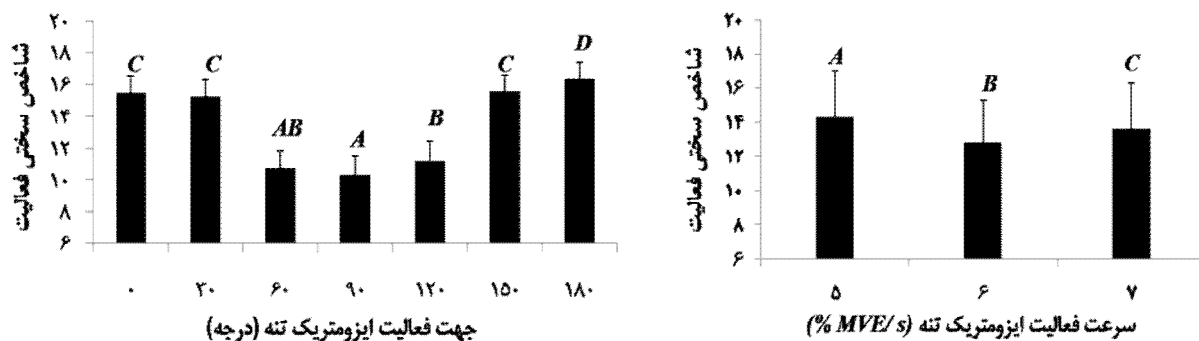 شاخص سختی فعالیت
۲۰
۱۸
۱۶
۱۴
۱۲
۱۰
۸
۶
C
C
AB
A
B
C
D
۰
۳۰
۶۰
۹۰
۱۲۰
۱۵۰
۱۸۰
جهت فعالیت ایزومتریک تنه (درجه)
شاخص سختی فعالیت
۲۰
۱۸
۱۶
۱۴
۱۲
۱۰
۸
۶
A
B
C
۵
۶
۷
سرعت فعالیت ایزومتریک تنه (% MVE/ s)